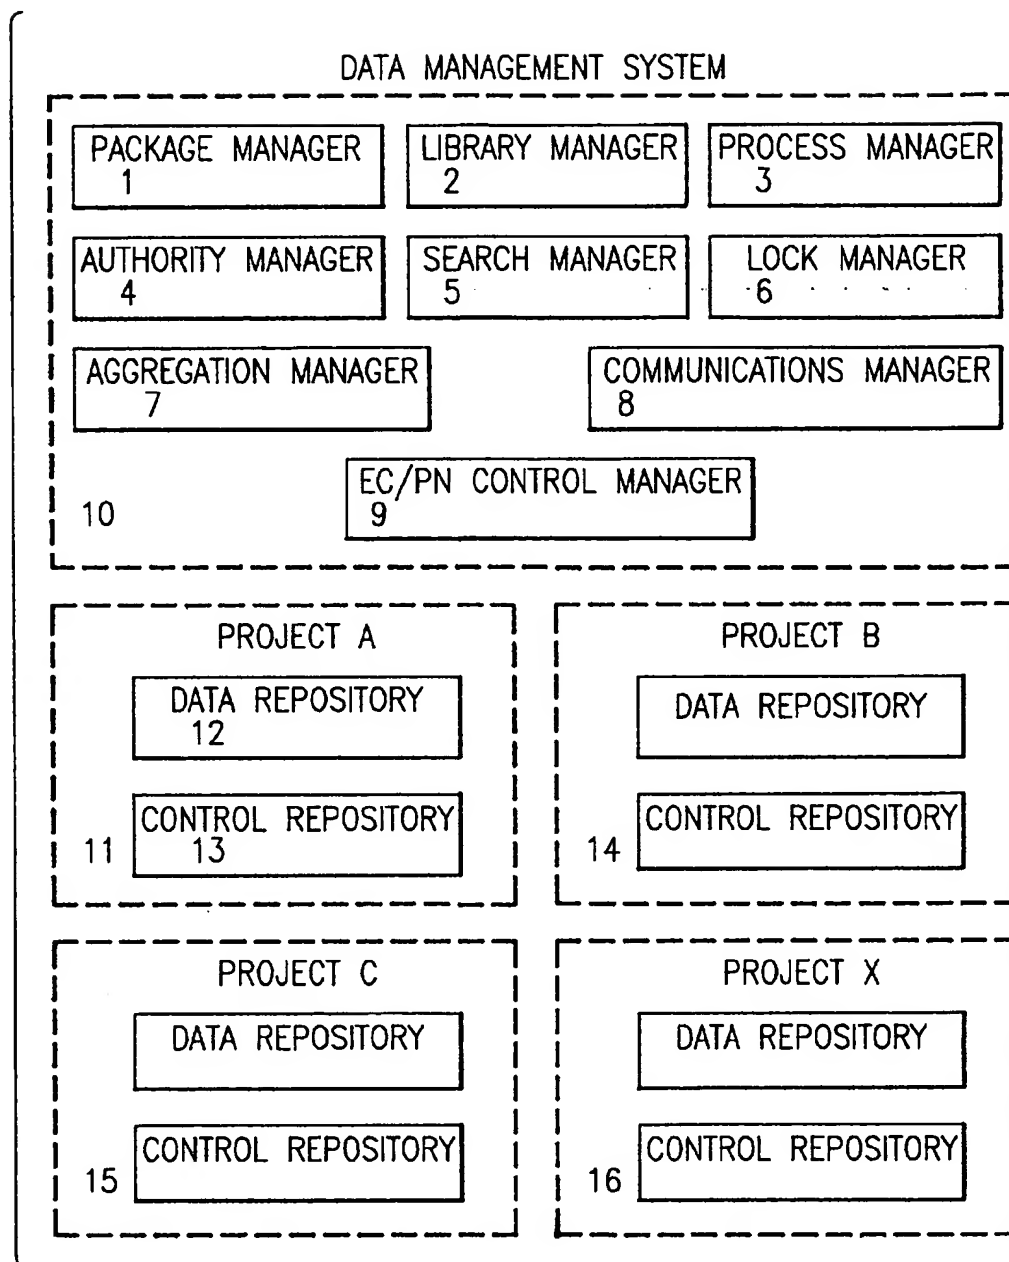 DATA MANAGEMENT SYSTEM
PACKAGE MANAGER
1
LIBRARY MANAGER
2
PROCESS MANAGER
3
AUTHORITY MANAGER
4
SEARCH MANAGER
5
LOCK MANAGER
6
AGGREGATION MANAGER
7
COMMUNICATIONS MANAGER
8
EC/PN CONTROL MANAGER
9
10
PROJECT A
DATA REPOSITORY
12
CONTROL REPOSITORY
13
11
PROJECT B
DATA REPOSITORY
CONTROL REPOSITORY
14
PROJECT C
DATA REPOSITORY
CONTROL REPOSITORY
15
PROJECT X
DATA REPOSITORY
CONTROL REPOSITORY
16